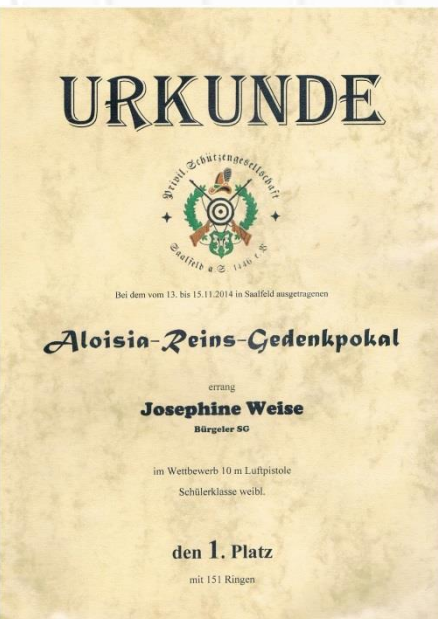 URKUNDE
Privil. Schützengesellschaft
Saalfeld a S. 1446 e.V.
Bei dem vom 13. bis 15.11.2014 in Saalfeld ausgetragenen
Aloisia-Reins-Gedenkpokal
errang
Josephine Weise
Bürgeler SG
im Wettbewerb 10 m Luftpistole
Schülerklasse weibl.
den 1. Platz
mit 151 Ringen